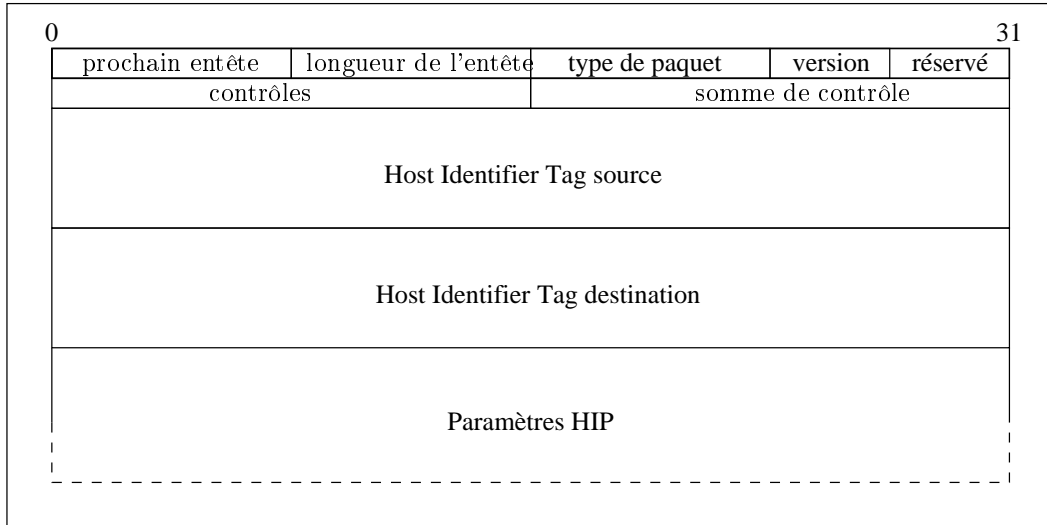 0 31
prochain entête longueur de l'entête type de paquet version réservé
contrôles somme de contrôle
Host Identifier Tag source
Host Identifier Tag destination
Paramètres HIP